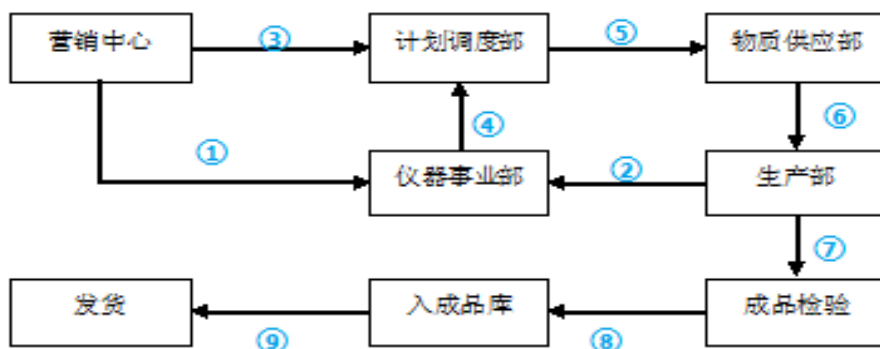 营销中心
③
计划调度部
⑤
物质供应部
④
⑥
①
仪器事业部
②
生产部
⑦
发货
入成品库
成品检验
⑨
⑧